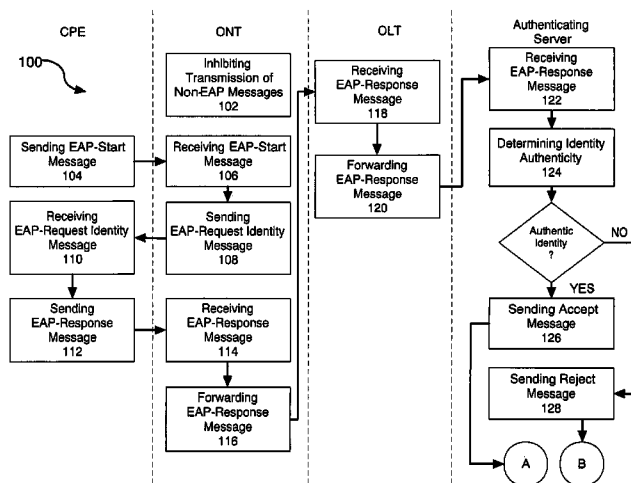 CPE
ONT
OLT
Authenticating
Server
100
Inhibiting
Transmission of
Non-EAP Messages
102
Sending EAP-Start
Message
104
Receiving EAP-Start
Message
106
Sending
EAP-Request Identity
Message
108
Receiving
EAP-Request Identity
Message
110
Sending
EAP-Response
Message
112
Receiving
EAP-Response
Message
114
Forwarding
EAP-Response
Message
116
Receiving
EAP-Response
Message
118
Forwarding
EAP-Response
Message
120
Receiving
EAP-Response
Message
122
Determining Identity
Authenticity
124
Authentic
Identity
?
NO
YES
Sending Accept
Message
126
Sending Reject
Message
128
A
B